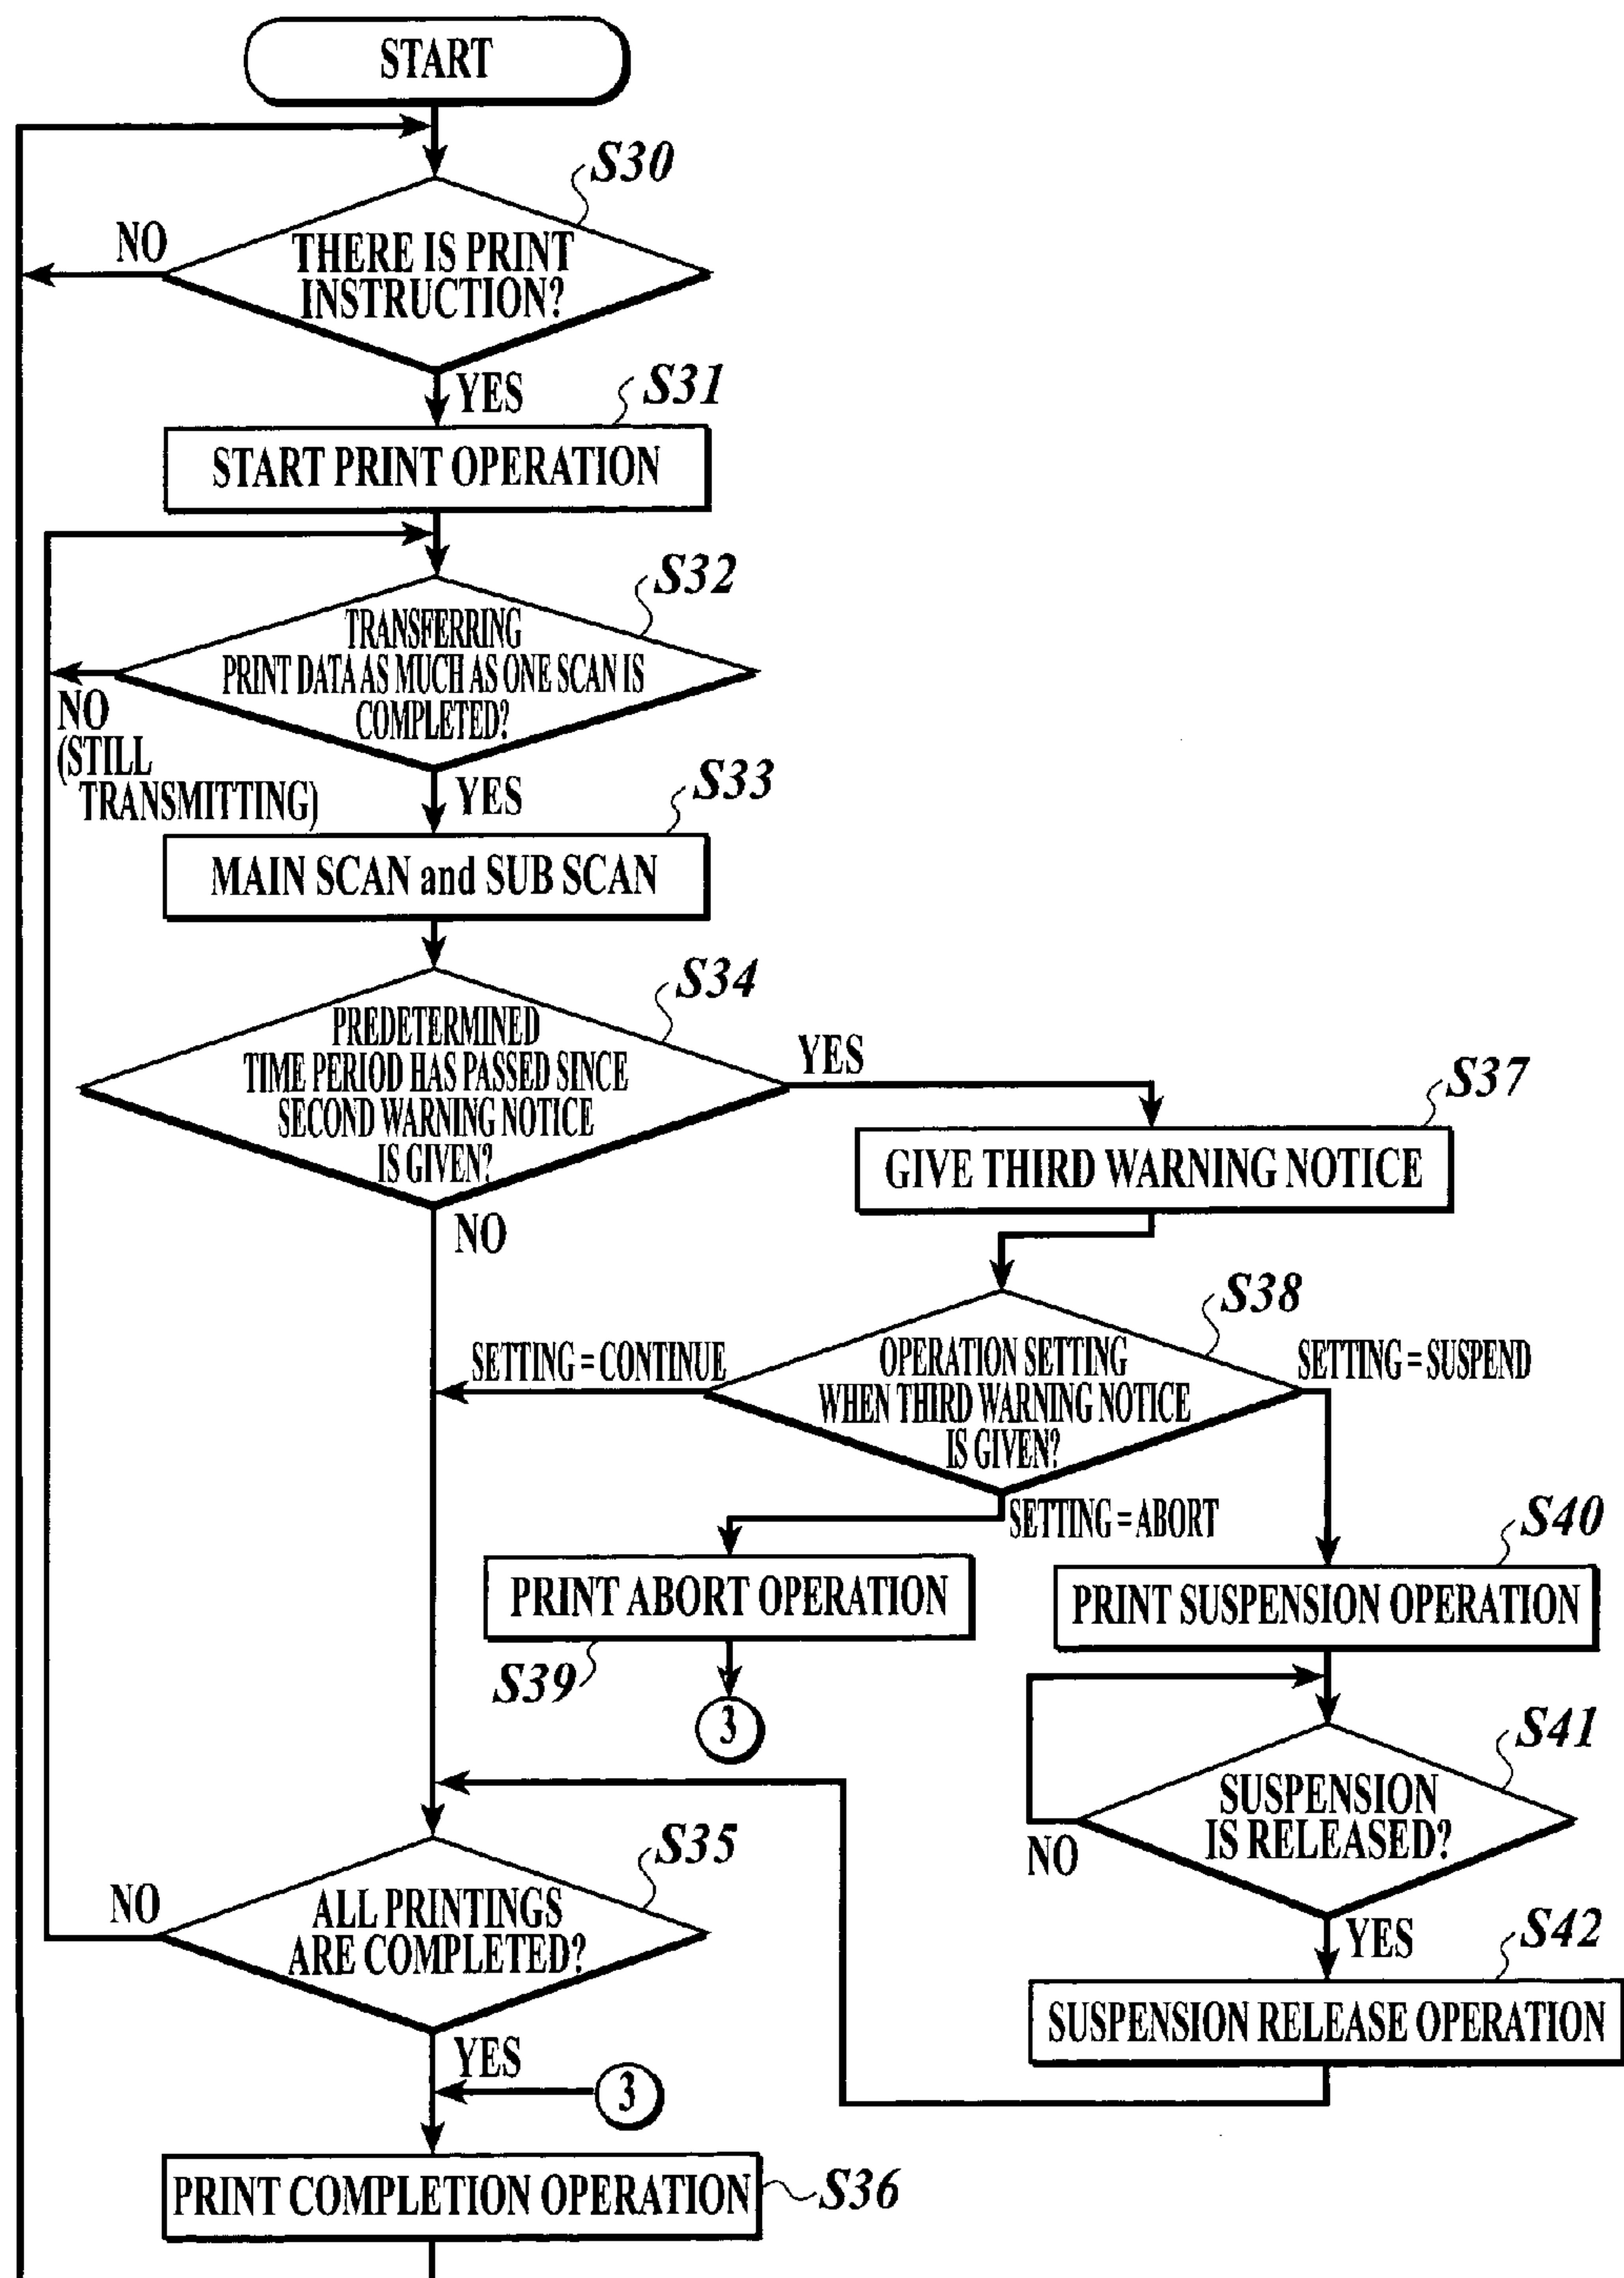 START
S30
NO
THERE IS PRINT
INSTRUCTION?
YES
S31
START PRINT OPERATION
S32
TRANSFERRING
PRINT DATA AS MUCH AS ONE SCAN IS
COMPLETED?
NO
(STILL
TRANSMITTING)
YES
S33
MAIN SCAN and SUB SCAN
S34
PREDETERMINED
TIME PERIOD HAS PASSED SINCE
SECOND WARNING NOTICE
IS GIVEN?
YES
NO
S37
GIVE THIRD WARNING NOTICE
S38
SETTING = CONTINUE
OPERATION SETTING
WHEN THIRD WARNING NOTICE
IS GIVEN?
SETTING = SUSPEND
SETTING = ABORT
S40
PRINT ABORT OPERATION
PRINT SUSPENSION OPERATION
S39
3
S41
SUSPENSION
IS RELEASED?
NO
YES
S42
SUSPENSION RELEASE OPERATION
S35
NO
ALL PRINTINGS
ARE COMPLETED?
YES
3
PRINT COMPLETION OPERATION
S36